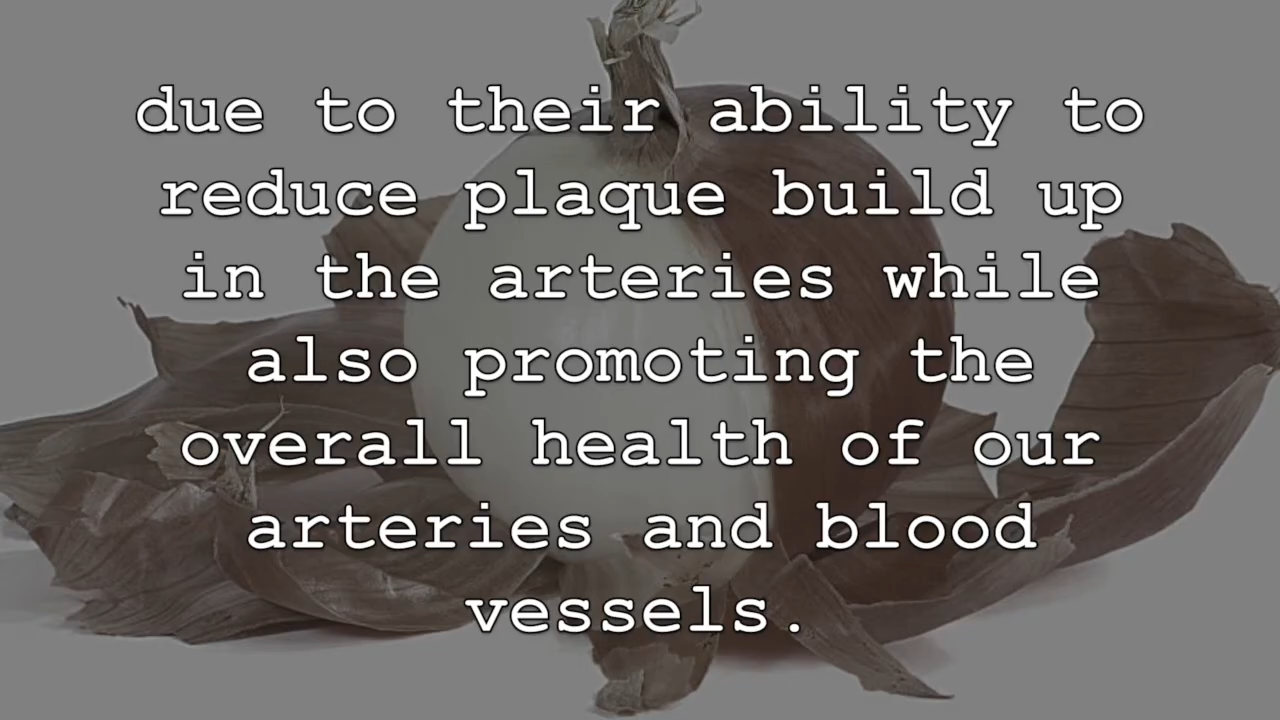 due to their ability to
reduce plaque build up
in the arteries while
also promoting the
overall health of our
arteries and blood
vessels.